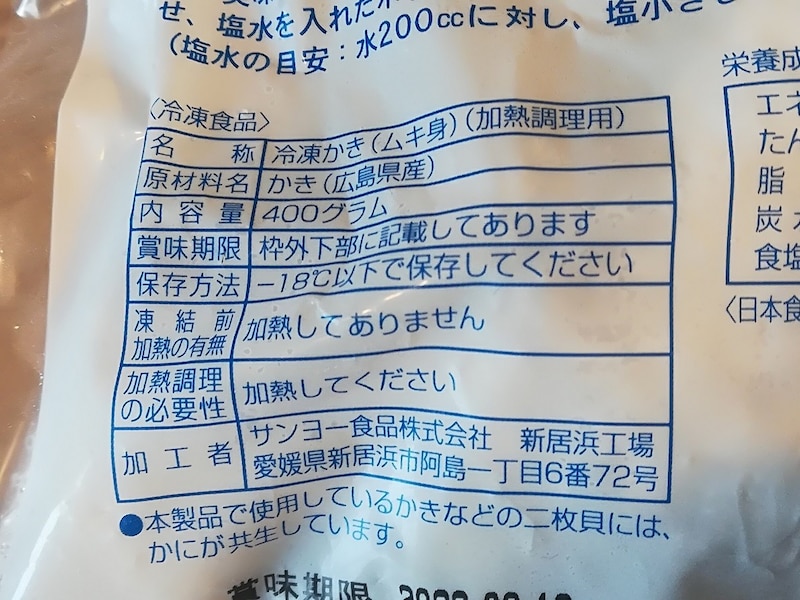 せ、塩水を入れた
(塩水の目安:水200ccに対し、塩小さじ
〈冷凍食品〉
名称 冷凍かき(ムキ身)(加熱調理用)
原材料名 かき(広島県産)
内容量 400グラム
賞味期限 枠外下部に記載してあります
保存方法 -18℃以下で保存してください
凍結前
加熱の有無 加熱してありません
加熱調理
の必要性 加熱してください
加工者 サンヨー食品株式会社 新居浜工場
愛媛県新居浜市阿島一丁目6番72号
●本製品で使用しているかきなどの二枚貝には、
かにが共生しています。
賞味期限
栄養成
エネ
たん
脂
炭水
食塩
〈日本食